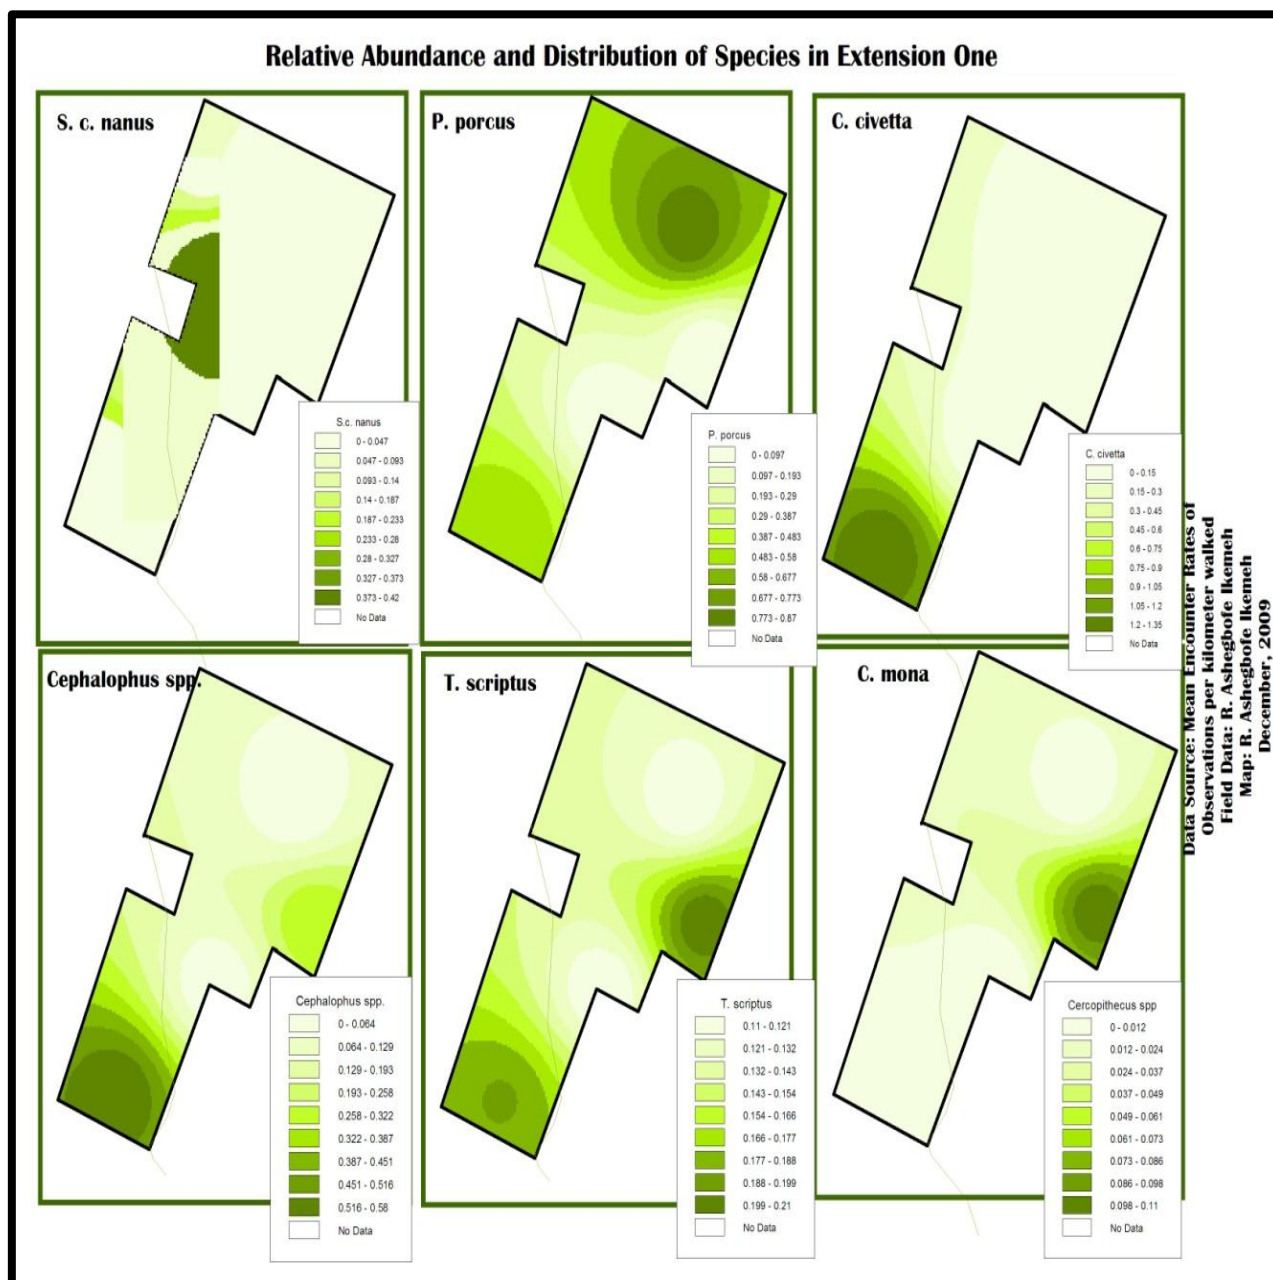 Relative Abundance and Distribution of Species in Extension One
S. c. nanus
S.c. nanus
0 - 0.047
0.047 - 0.093
0.093 - 0.14
0.14 - 0.187
0.187 - 0.233
0.233 - 0.28
0.28 - 0.327
0.327 - 0.373
0.373 - 0.42
No Data
P. porcus
P. porcus
0 - 0.097
0.097 - 0.193
0.193 - 0.29
0.29 - 0.387
0.387 - 0.483
0.483 - 0.58
0.58 - 0.677
0.677 - 0.773
0.773 - 0.87
No Data
C. civetta
C. civetta
0 - 0.15
0.15 - 0.3
0.3 - 0.45
0.45 - 0.6
0.6 - 0.75
0.75 - 0.9
0.9 - 1.05
1.05 - 1.2
1.2 - 1.35
No Data
Cephalophus spp.
Cephalophus spp.
0 - 0.064
0.064 - 0.129
0.129 - 0.193
0.193 - 0.258
0.258 - 0.322
0.322 - 0.387
0.387 - 0.451
0.451 - 0.516
0.516 - 0.58
No Data
T. scriptus
T. scriptus
0.11 - 0.121
0.121 - 0.132
0.132 - 0.143
0.143 - 0.154
0.154 - 0.166
0.166 - 0.177
0.177 - 0.188
0.188 - 0.199
0.199 - 0.21
No Data
C. mona
Cercopithecus spp
0 - 0.012
0.012 - 0.024
0.024 - 0.037
0.037 - 0.049
0.049 - 0.061
0.061 - 0.073
0.073 - 0.086
0.086 - 0.098
0.098 - 0.11
No Data
Data Source: Mean Encounter Rates of
Observations per kilometer walked
Field Data: R. Ashegbofe Ikemeh
Map: R. Ashegbofe Ikemeh
December, 2009